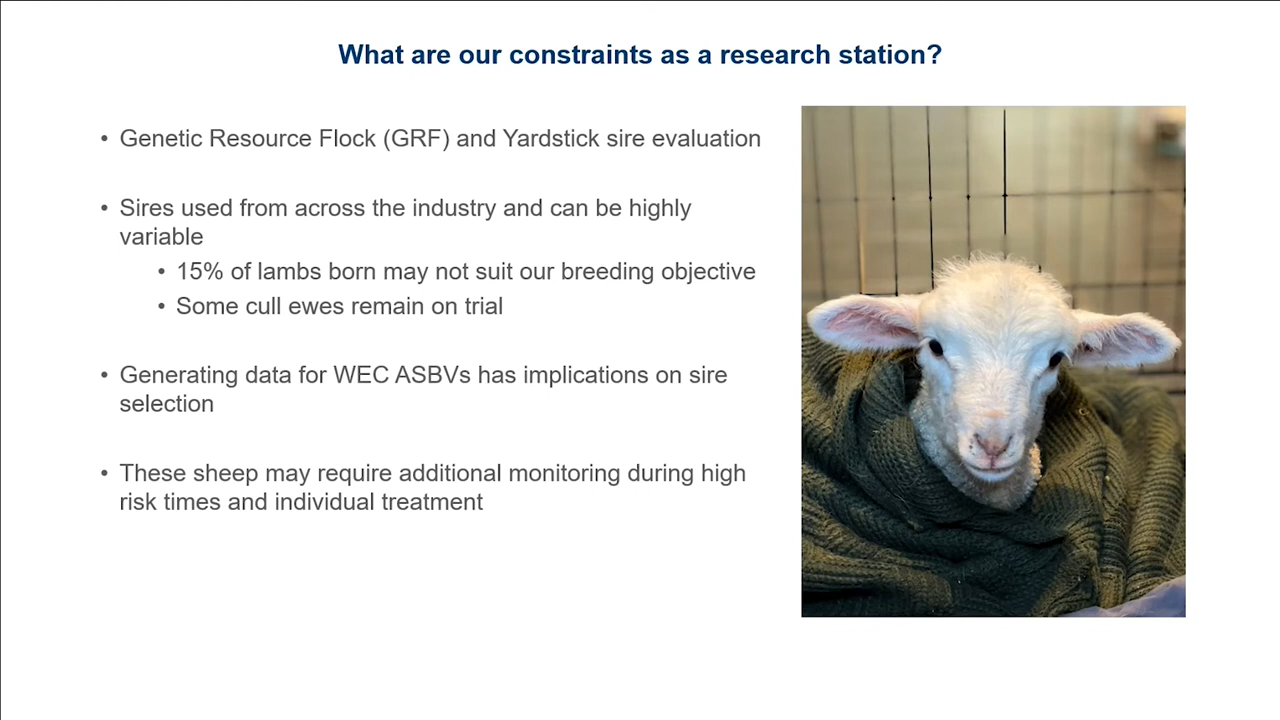 What are our constraints as a research station?
• Genetic Resource Flock (GRF) and Yardstick sire evaluation
• Sires used from across the industry and can be highly
variable
• 15% of lambs born may not suit our breeding objective
• Some cull ewes remain on trial
• Generating data for WEC ASBVs has implications on sire
selection
• These sheep may require additional monitoring during high
risk times and individual treatment